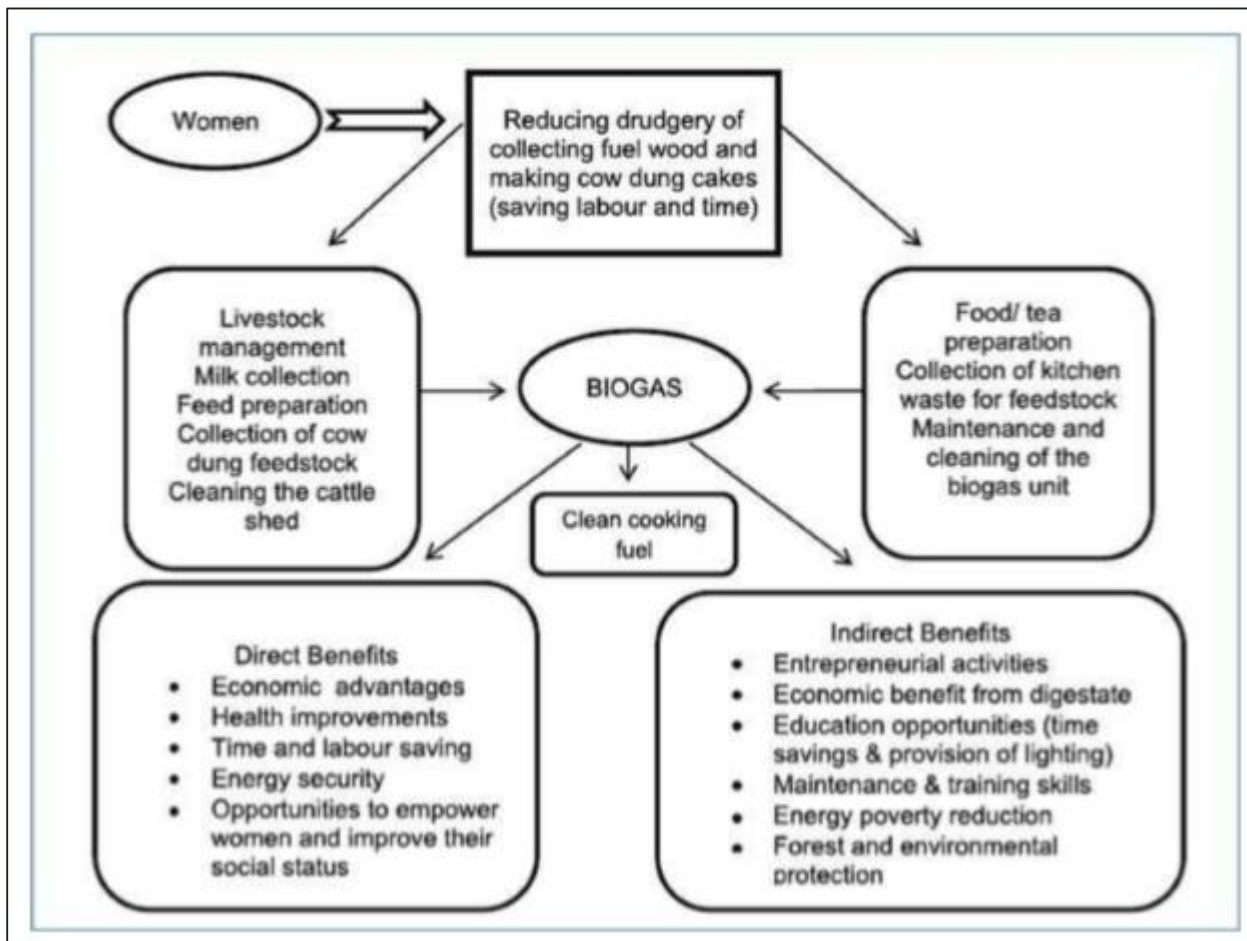 Women
Reducing drudgery of
collecting fuel wood and
making cow dung cakes
(saving labour and time)
Livestock
management
Milk collection
Feed preparation
Collection of cow
dung feedstock
Cleaning the cattle
shed
BIOGAS
Food/ tea
preparation
Collection of kitchen
waste for feedstock
Maintenance and
cleaning of the
biogas unit
Clean cooking
fuel
Direct Benefits
• Economic advantages
• Health improvements
• Time and labour saving
• Energy security
• Opportunities to empower
women and improve their
social status
Indirect Benefits
• Entrepreneurial activities
• Economic benefit from digestate
• Education opportunities (time
savings & provision of lighting)
• Maintenance & training skills
• Energy poverty reduction
• Forest and environmental
protection